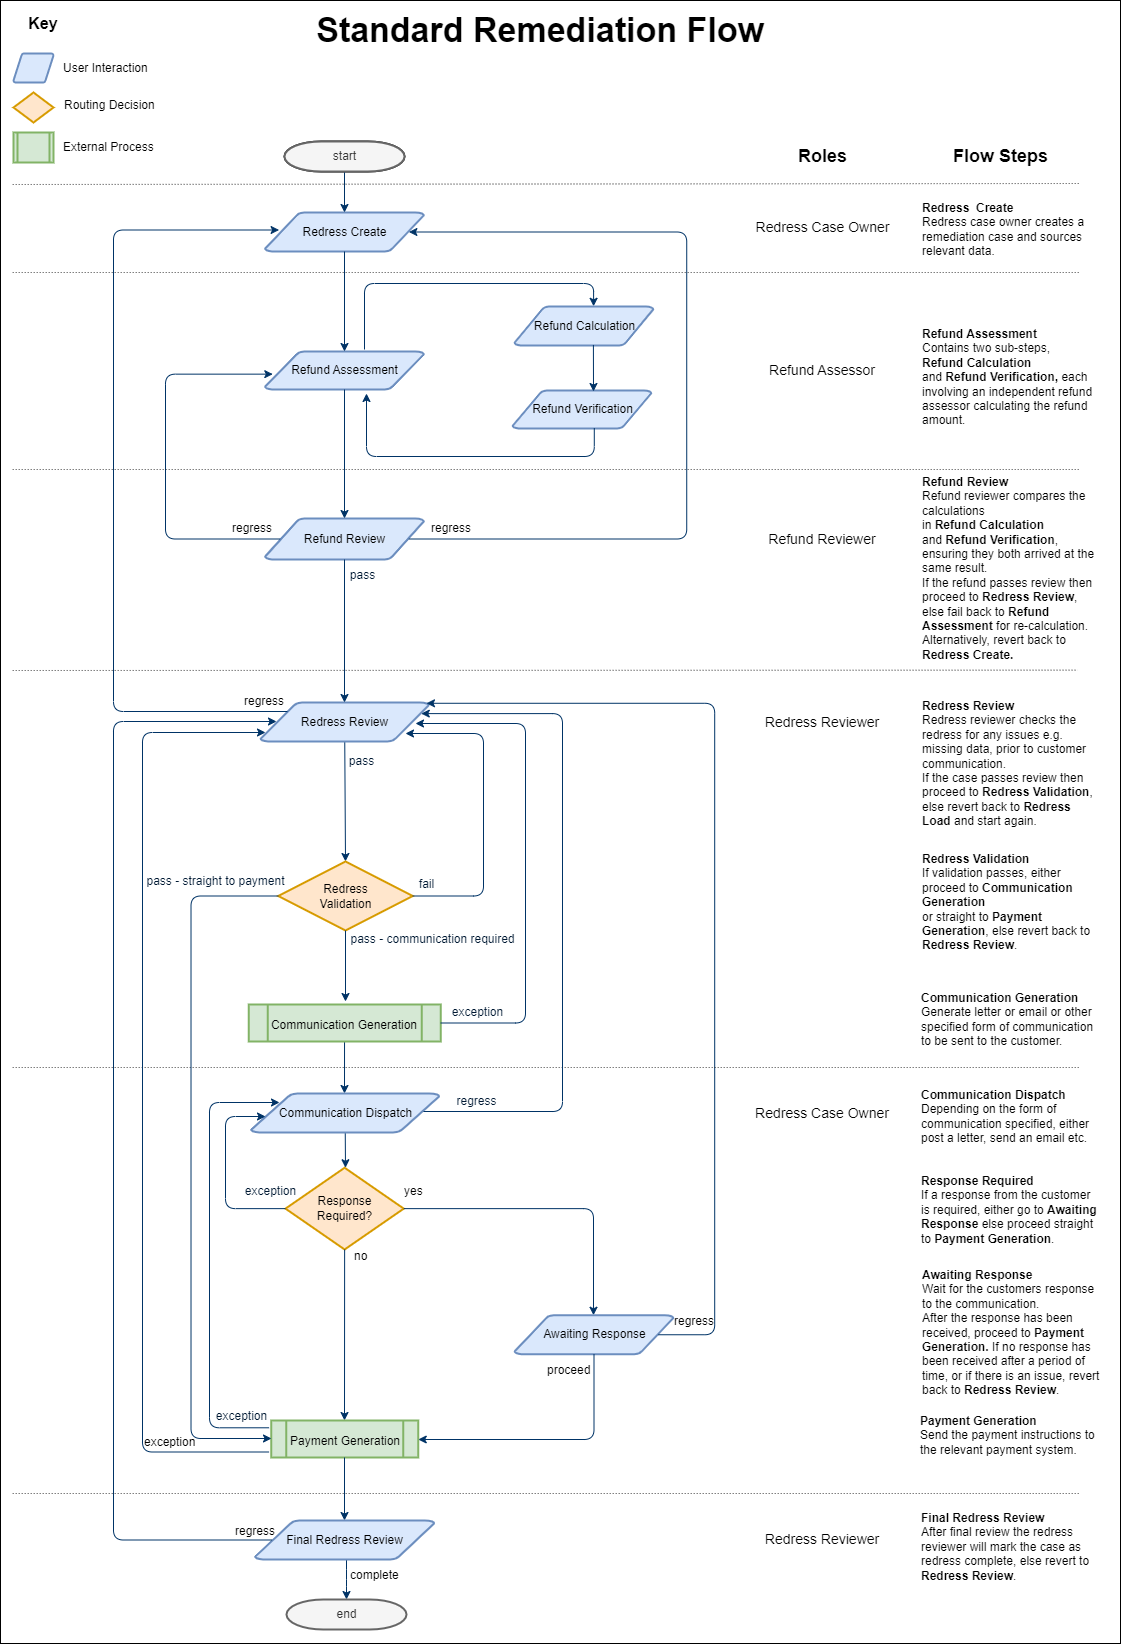 Standard Remediation Flow
Key
User Interaction
Routing Decision
External Process
start
Roles
Flow Steps
Redress Create
Redress Case Owner
Redress  Create
Redress case owner creates a
remediation case and sources
relevant data.
Refund Calculation
Refund Assessment
Refund Verification
Refund Assessor
Refund Assessment
Contains two sub-steps,
Refund Calculation
and Refund Verification, each
involving an independent refund
assessor calculating the refund
amount.
regress
Refund Review
regress
pass
Refund Reviewer
Refund Review
Refund reviewer compares the
calculations
in Refund Calculation
and Refund Verification,
ensuring they both arrived at the
same result.
If the refund passes review then
proceed to Redress Review,
else fail back to Refund
Assessment for re-calculation.
Alternatively, revert back to
Redress Create.
regress
Redress Review
pass
Redress Reviewer
Redress Review
Redress reviewer checks the
redress for any issues e.g.
missing data, prior to customer
communication.
If the case passes review then
proceed to Redress Validation,
else revert back to Redress
Load and start again.
pass - straight to payment
Redress
Validation
fail
pass - communication required
Redress Validation
If validation passes, either
proceed to Communication
Generation
or straight to Payment
Generation, else revert back to
Redress Review.
Communication Generation
exception
Communication Generation
Generate letter or email or other
specified form of communication
to be sent to the customer.
Communication Dispatch
regress
Redress Case Owner
Communication Dispatch
Depending on the form of
communication specified, either
post a letter, send an email etc.
exception
Response
Required?
yes
no
Response Required
If a response from the customer
is required, either go to Awaiting
Response else proceed straight
to Payment Generation.
Awaiting Response
regress
proceed
Awaiting Response
Wait for the customers response
to the communication.
After the response has been
received, proceed to Payment
Generation. If no response has
been received after a period of
time, or if there is an issue, revert
back to Redress Review.
exception
exception
Payment Generation
Payment Generation
Send the payment instructions to
the relevant payment system.
regress
Final Redress Review
complete
end
Redress Reviewer
Final Redress Review
After final review the redress
reviewer will mark the case as
redress complete, else revert to
Redress Review.